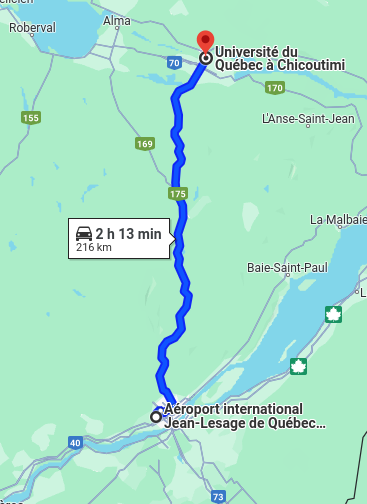 elicien
Alma
Roberval
Université du
Québec à Chicoutimi
70
170
155
L'Anse-Saint-Jean
169
175
La Malbaie
2 h 13 min
216 km
Baie-Saint-Paul
L
Aéroport international
Jean-Lesage de Québec...
40
73